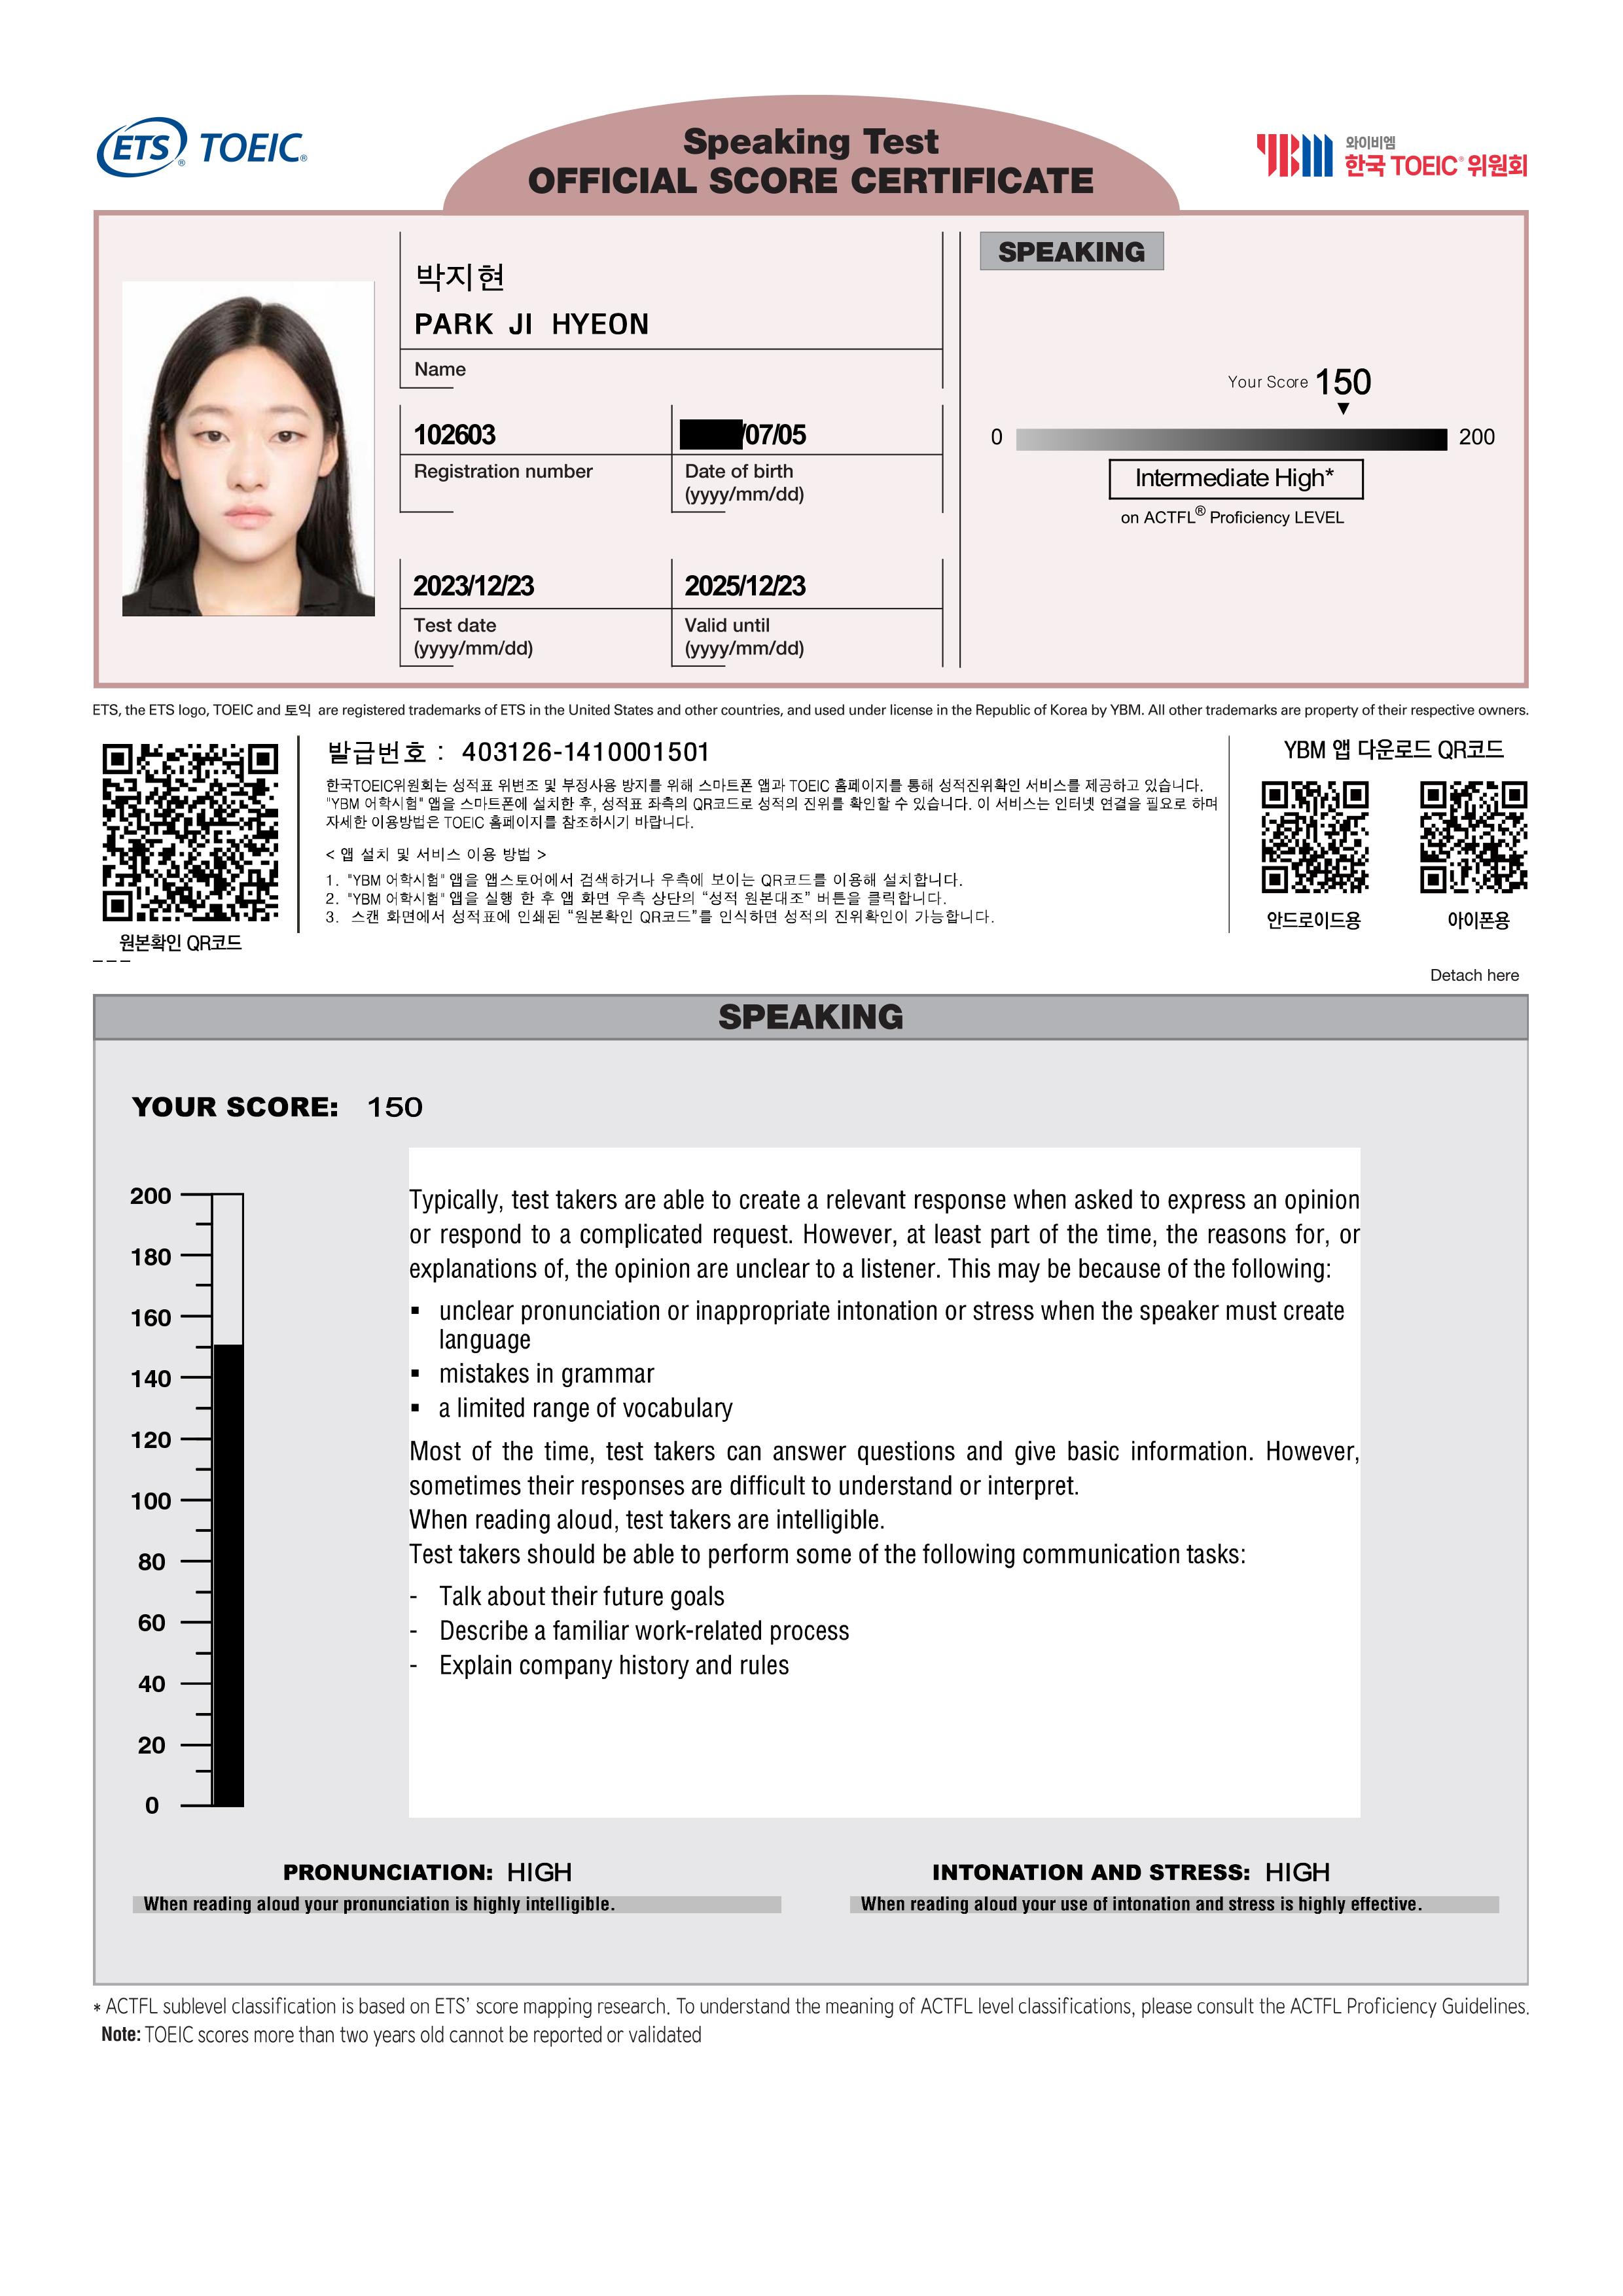 ETS® TOEIC®
Speaking Test
OFFICIAL SCORE CERTIFICATE
YBM 와이비엠
한국 TOEIC® 위원회
박지현
PARK JI HYEON
Name
102603
Registration number
/07/05
Date of birth
(yyyy/mm/dd)
2023/12/23
Test date
(yyyy/mm/dd)
2025/12/23
Valid until
(yyyy/mm/dd)
SPEAKING
Your Score 150
▼
0 200
Intermediate High*
on ACTFL® Proficiency LEVEL
ETS, the ETS logo, TOEIC and 토익 are registered trademarks of ETS in the United States and other countries, and used under license in the Republic of Korea by YBM. All other trademarks are property of their respective owners.
원본확인 QR코드
발급번호 : 403126-1410001501
한국TOEIC위원회는 성적표 위변조 및 부정사용 방지를 위해 스마트폰 앱과 TOEIC 홈페이지를 통해 성적진위확인 서비스를 제공하고 있습니다.
"YBM 어학시험" 앱을 스마트폰에 설치한 후, 성적표 좌측의 QR코드로 성적의 진위를 확인할 수 있습니다. 이 서비스는 인터넷 연결을 필요로 하며
자세한 이용방법은 TOEIC 홈페이지를 참조하시기 바랍니다.
< 앱 설치 및 서비스 이용 방법 >
1. "YBM 어학시험" 앱을 앱스토어에서 검색하거나 우측에 보이는 QR코드를 이용해 설치합니다.
2. "YBM 어학시험" 앱을 실행 한 후 앱 화면 우측 상단의 “성적 원본대조” 버튼을 클릭합니다.
3. 스캔 화면에서 성적표에 인쇄된 “원본확인 QR코드”를 인식하면 성적의 진위확인이 가능합니다.
YBM 앱 다운로드 QR코드
안드로이드용 아이폰용
Detach here
SPEAKING
YOUR SCORE: 150
200
180
160
140
120
100
80
60
40
20
0
Typically, test takers are able to create a relevant response when asked to express an opinion
or respond to a complicated request. However, at least part of the time, the reasons for, or
explanations of, the opinion are unclear to a listener. This may be because of the following:
▪ unclear pronunciation or inappropriate intonation or stress when the speaker must create
language
▪ mistakes in grammar
▪ a limited range of vocabulary
Most of the time, test takers can answer questions and give basic information. However,
sometimes their responses are difficult to understand or interpret.
When reading aloud, test takers are intelligible.
Test takers should be able to perform some of the following communication tasks:
- Talk about their future goals
- Describe a familiar work-related process
- Explain company history and rules
PRONUNCIATION: HIGH
When reading aloud your pronunciation is highly intelligible.
INTONATION AND STRESS: HIGH
When reading aloud your use of intonation and stress is highly effective.
* ACTFL sublevel classification is based on ETS’ score mapping research. To understand the meaning of ACTFL level classifications, please consult the ACTFL Proficiency Guidelines.
Note: TOEIC scores more than two years old cannot be reported or validated